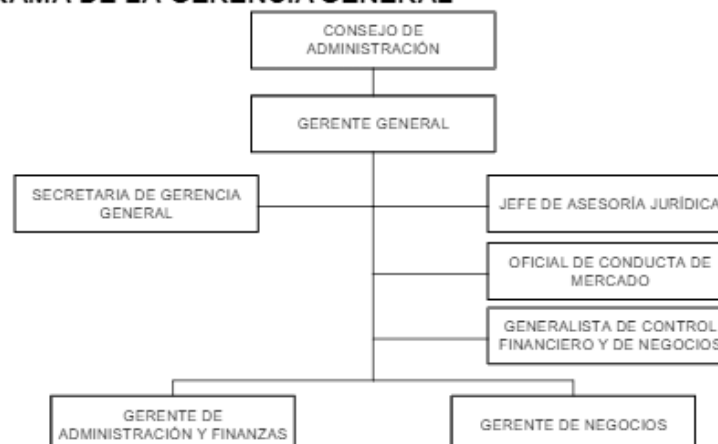 RAMA DE LA GERENCIA GENERAL
CONSEJO DE
ADMINISTRACIÓN
GERENTE GENERAL
SECRETARIA DE GERENCIA
GENERAL
JEFE DE ASESORÍA JURÍDICA
OFICIAL DE CONDUCTA DE
MERCADO
GENERALISTA DE CONTROL
FINANCIERO Y DE NEGOCIOS
GERENTE DE
ADMINISTRACIÓN Y FINANZAS
GERENTE DE NEGOCIOS